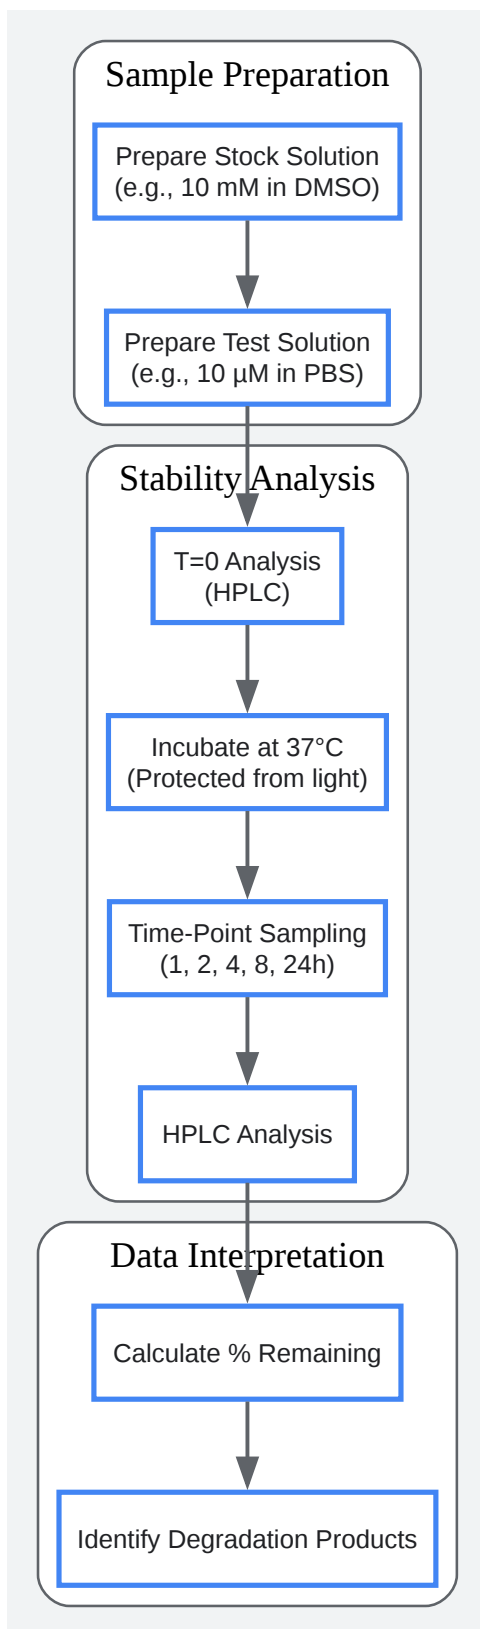 Sample Preparation
Prepare Stock Solution
(e.g., 10 mM in DMSO)
Prepare Test Solution
(e.g., 10 µM in PBS)
Stability Analysis
T=0 Analysis
(HPLC)
Incubate at 37°C
(Protected from light)
Time-Point Sampling
(1, 2, 4, 8, 24h)
HPLC Analysis
Data Interpretation
Calculate % Remaining
Identify Degradation Products